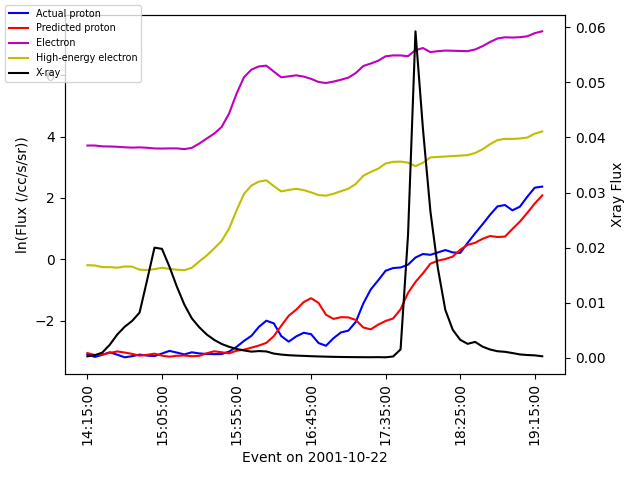 Actual proton
Predicted proton
Electron
High-energy electron
X-ray
6
4
2
0
−2
ln(Flux (/cc/s/sr))
0.06
0.05
0.04
0.03
0.02
0.01
0.00
Xray Flux
14:15:00
15:05:00
15:55:00
16:45:00
17:35:00
18:25:00
19:15:00
Event on 2001-10-22